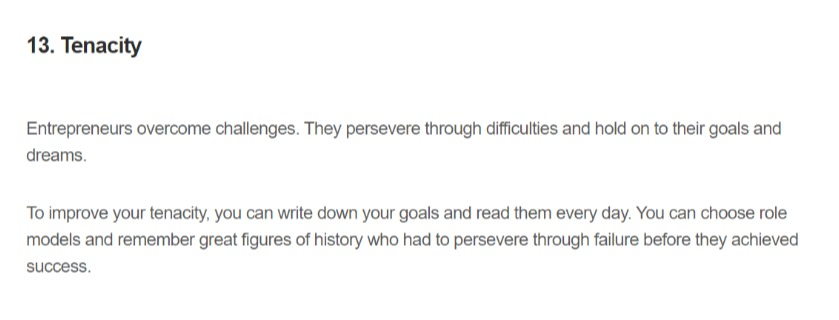 13. Tenacity
Entrepreneurs overcome challenges. They persevere through difficulties and hold on to their goals and
dreams.
To improve your tenacity, you can write down your goals and read them every day. You can choose role
models and remember great figures of history who had to persevere through failure before they achieved
success.